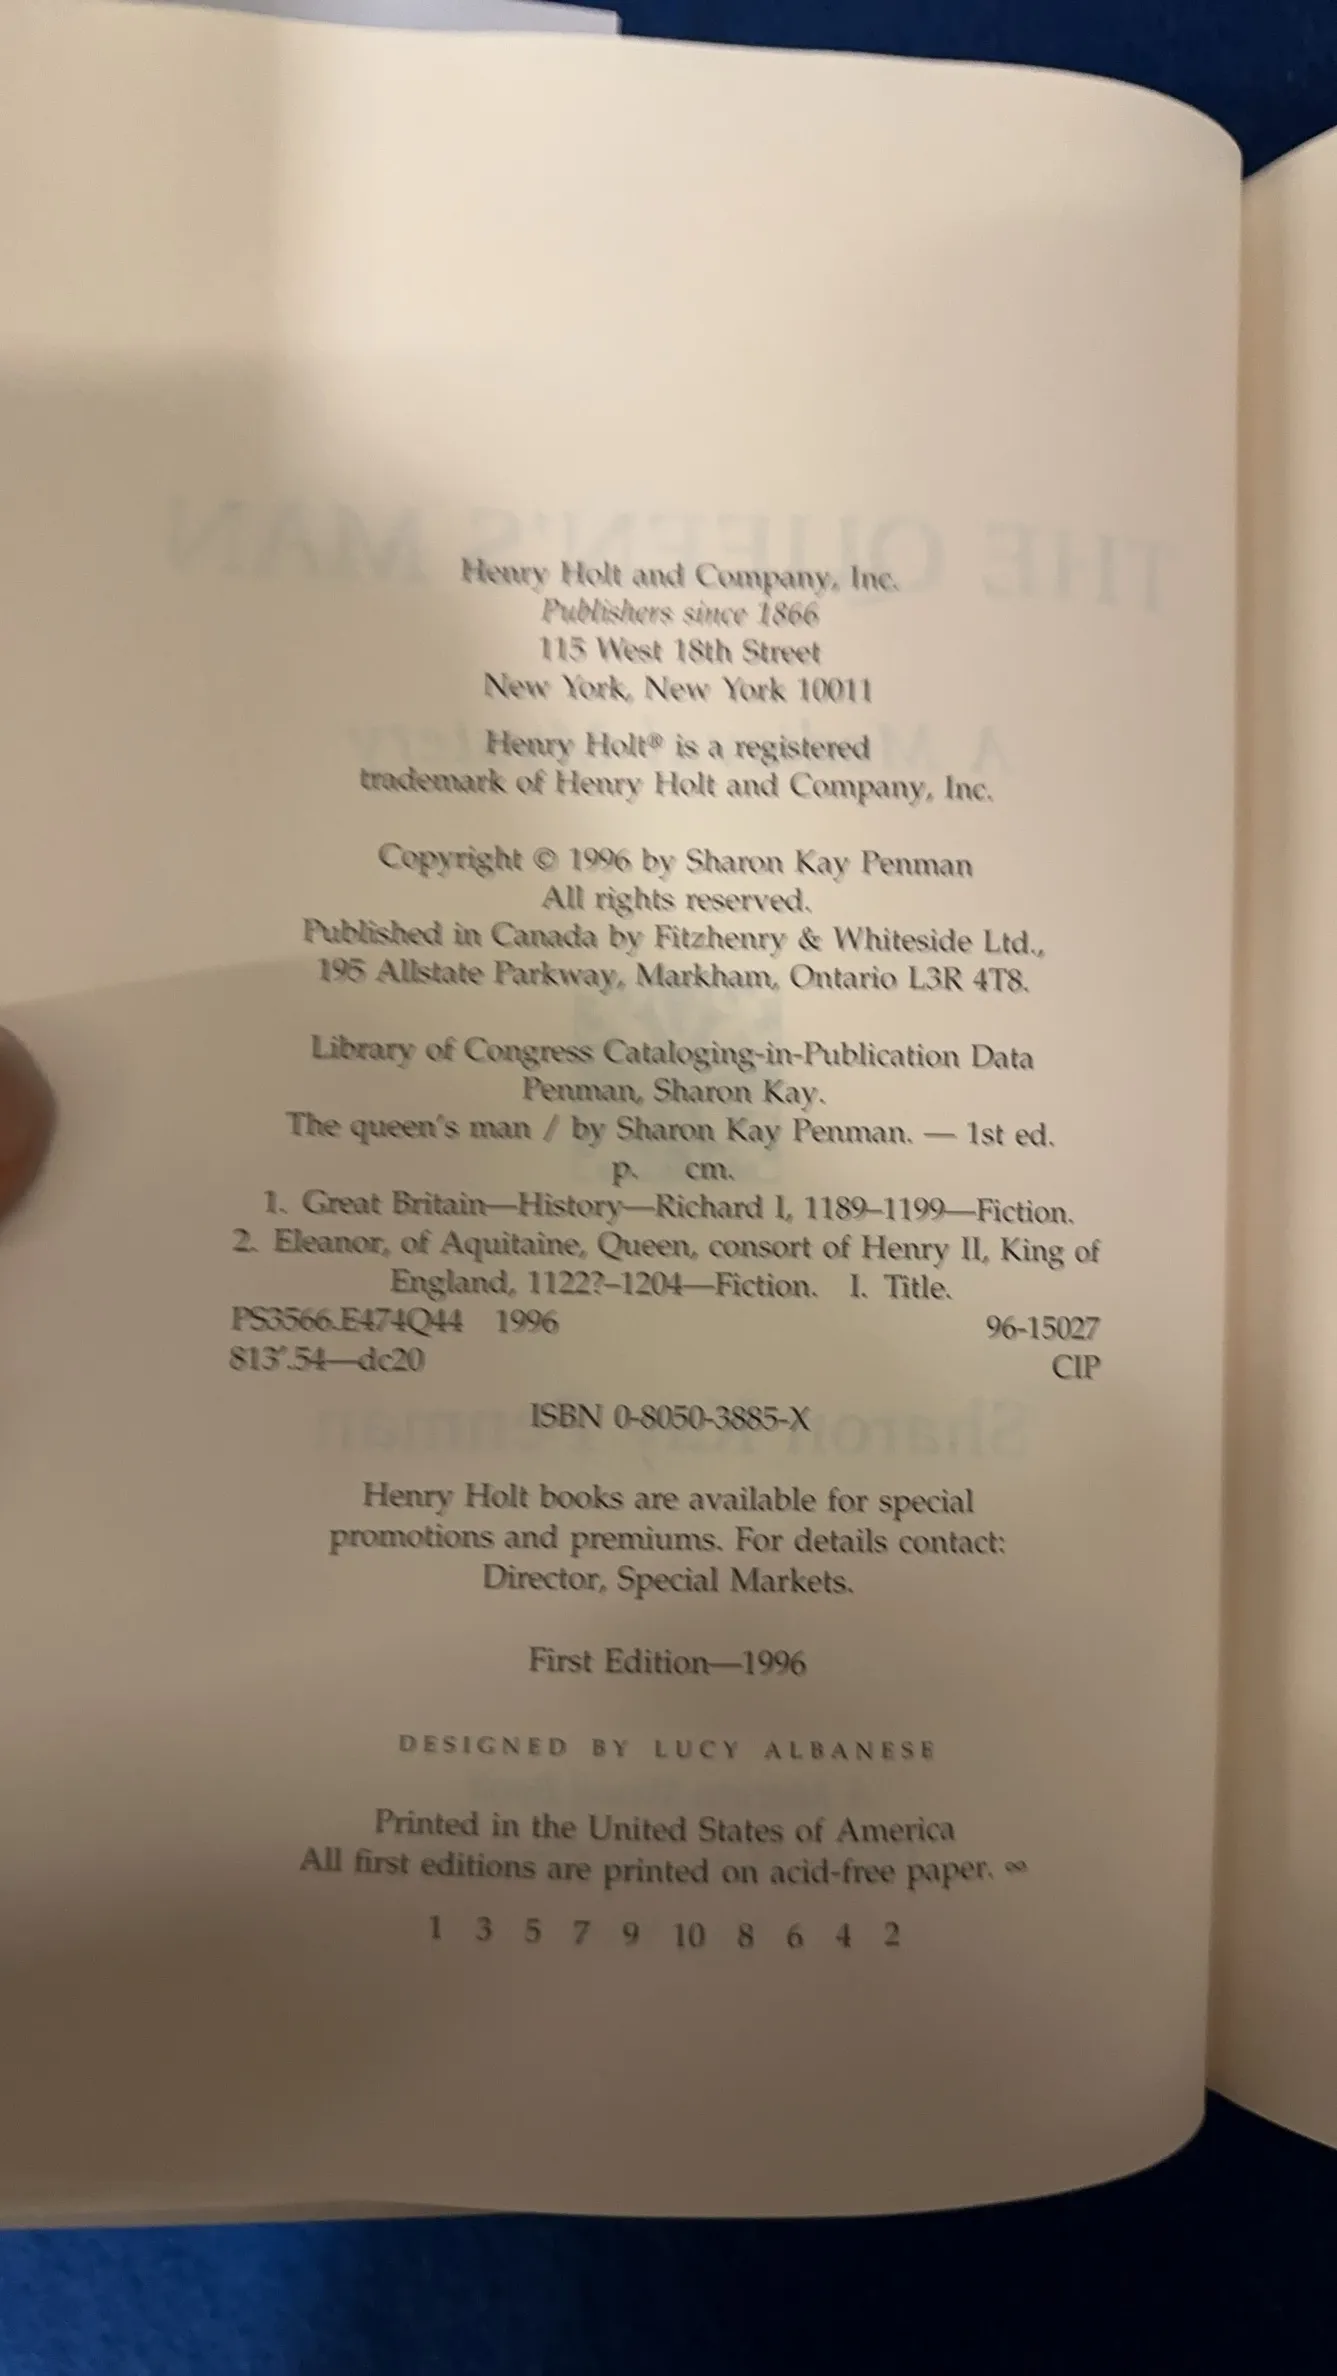 Henry Holt and Company, Inc.
Publishers since 1866
115 West 18th Street
New York, New York 10011
Henry Holt® is a registered
trademark of Henry Holt and Company, Inc.
Copyright © 1996 by Sharon Kay Penman
All rights reserved.
Published in Canada by Fitzhenry & Whiteside Ltd.,
195 Allstate Parkway, Markham, Ontario L3R 4T8.
Library of Congress Cataloging-in-Publication Data
Penman, Sharon Kay.
The queen's man / by Sharon Kay Penman. — 1st ed.
p. cm.
1. Great Britain—History—Richard I, 1189–1199—Fiction.
2. Eleanor, of Aquitaine, Queen, consort of Henry II, King of
England, 1122?–1204—Fiction. I. Title.
PS3566.E474Q44 1996 96-15027
813'.54—dc20 CIP
ISBN 0-8050-3885-X
Henry Holt books are available for special
promotions and premiums. For details contact:
Director, Special Markets.
First Edition—1996
DESIGNED BY LUCY ALBANESE
Printed in the United States of America
All first editions are printed on acid-free paper. ∞
1 3 5 7 9 10 8 6 4 2